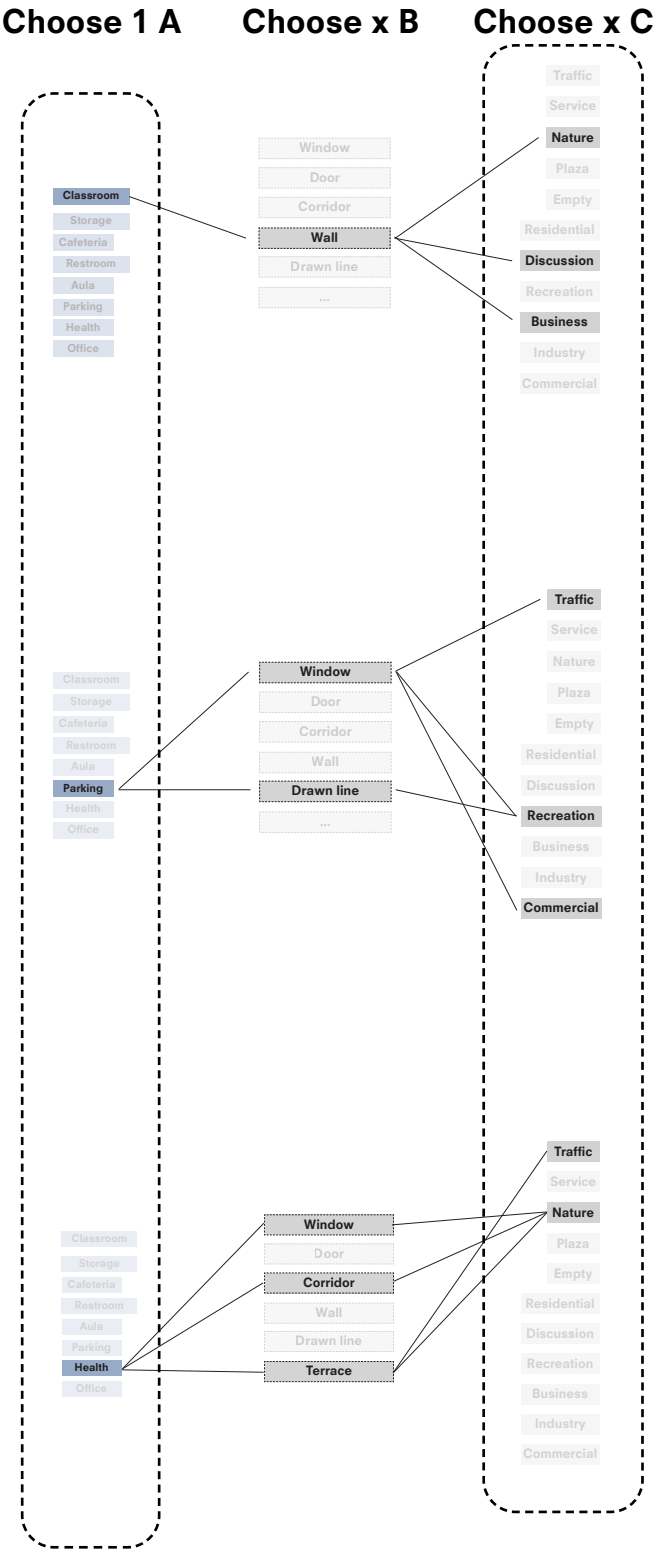 Choose 1 A
Choose x B
Choose x C
Classroom
Storage
Cafeteria
Restroom
Aula
Parking
Health
Office
Window
Door
Corridor
Wall
Drawn line
...
Traffic
Service
Nature
Plaza
Empty
Residential
Discussion
Recreation
Business
Industry
Commercial
Classroom
Storage
Cafeteria
Restroom
Aula
Parking
Health
Office
Window
Door
Corridor
Wall
Drawn line
...
Traffic
Service
Nature
Plaza
Empty
Residential
Discussion
Recreation
Business
Industry
Commercial
Classroom
Storage
Cafeteria
Restroom
Aula
Parking
Health
Office
Window
Door
Corridor
Wall
Drawn line
Terrace
Traffic
Service
Nature
Plaza
Empty
Residential
Discussion
Recreation
Business
Industry
Commercial